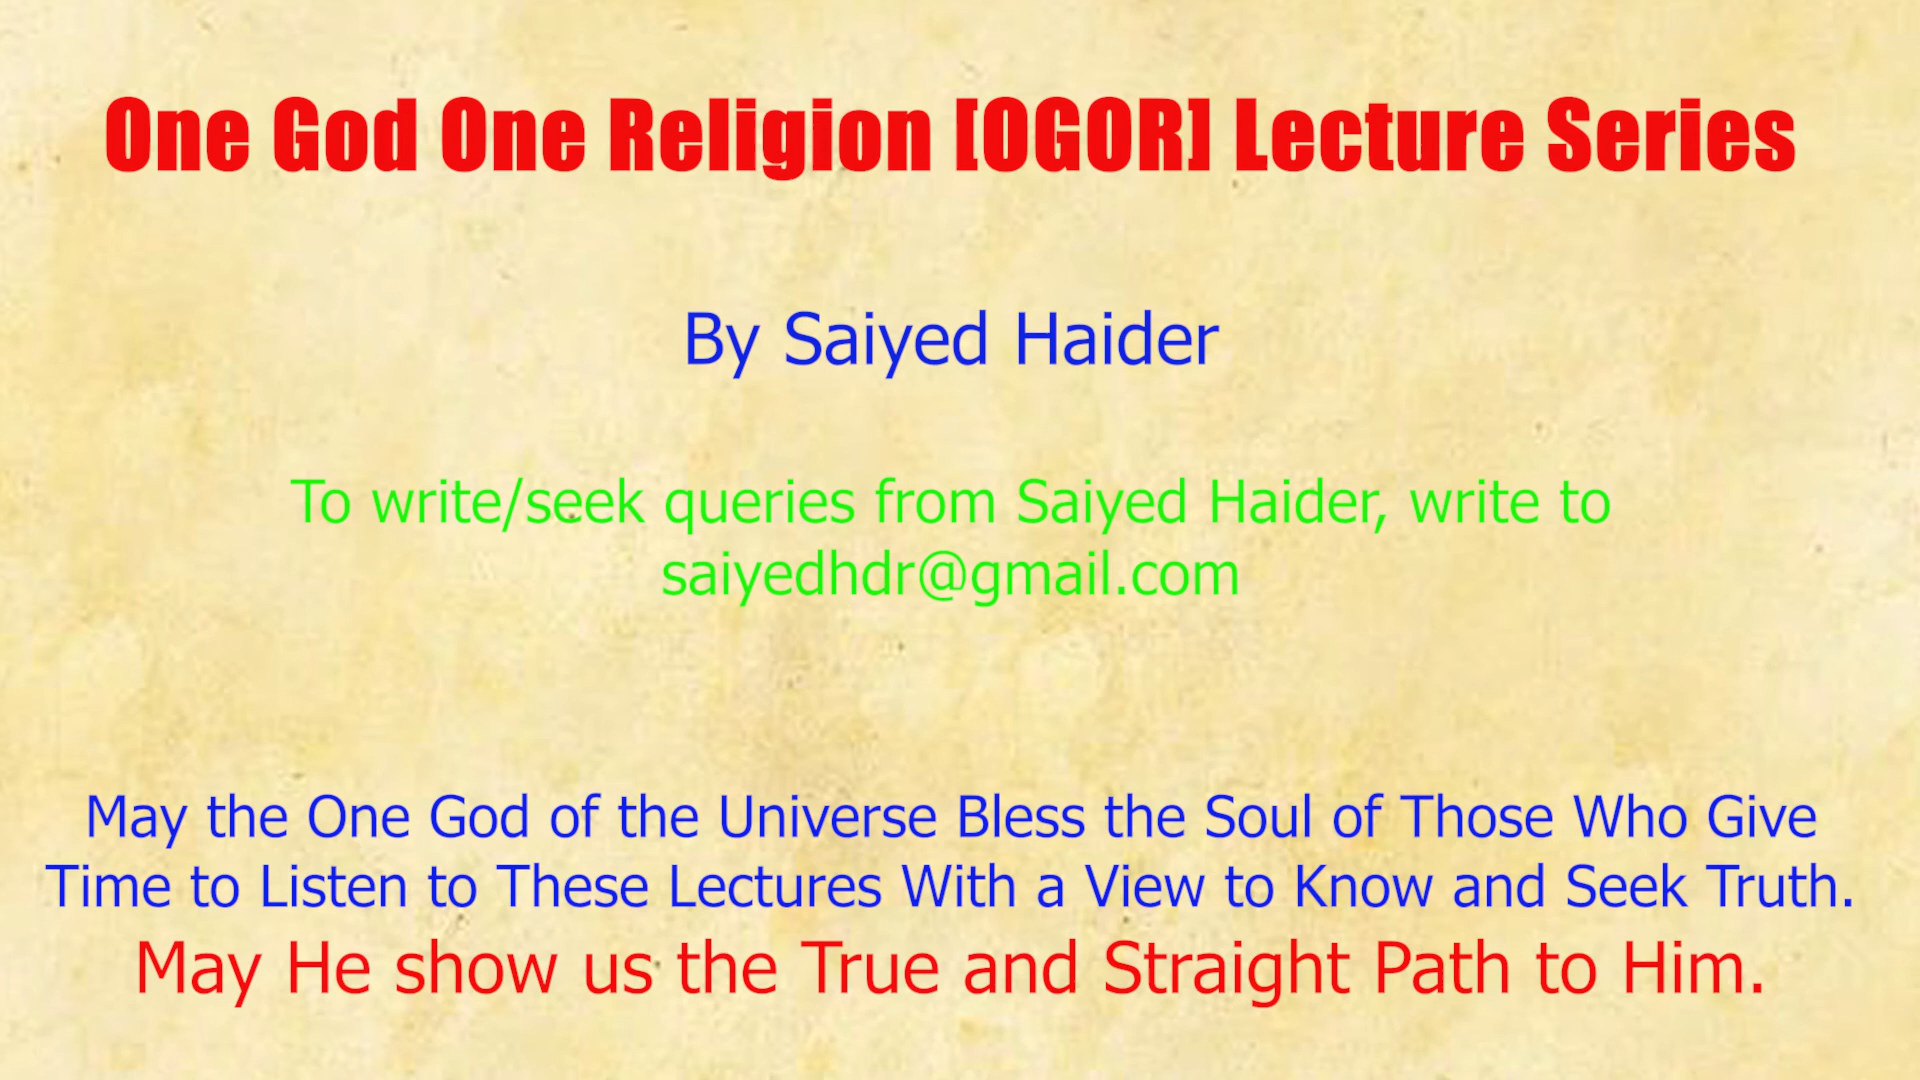 One God One Religion [OGOR] Lecture Series
By Saiyed Haider
To write/seek queries from Saiyed Haider, write to
saiyedhdr@gmail.com
May the One God of the Universe Bless the Soul of Those Who Give
Time to Listen to These Lectures With a View to Know and Seek Truth.
May He show us the True and Straight Path to Him.